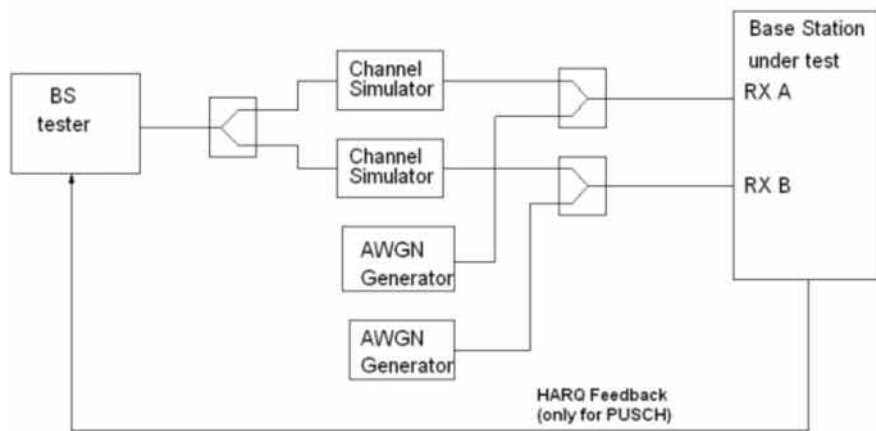 BS
tester
Channel
Simulator
Channel
Simulator
AWGN
Generator
AWGN
Generator
Base Station
under test
RX A
RX B
HARQ Feedback
(only for PUSCH)